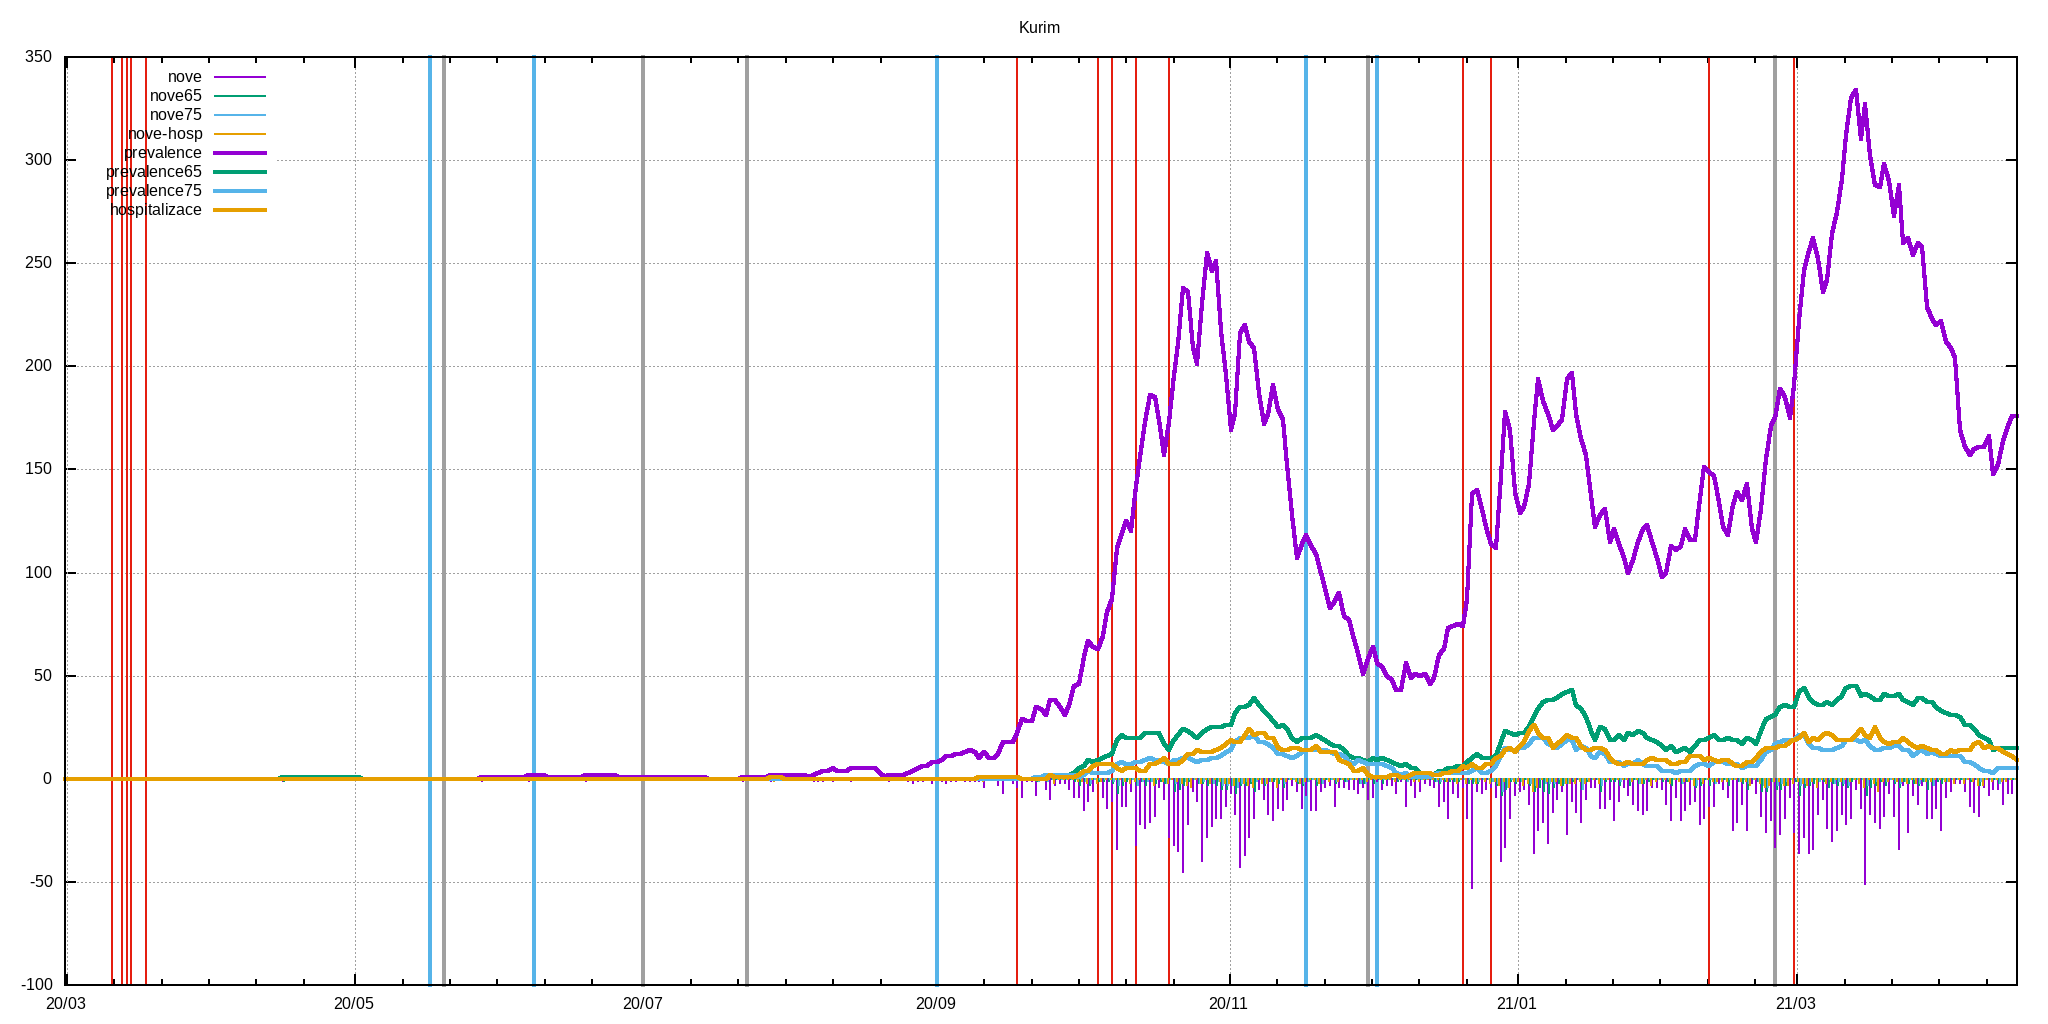 Kurim
350
300
250
200
150
100
50
0
-50
-100
nove
nove65
nove75
nove-hosp
prevalence
prevalence65
prevalence75
hospitalizace
20/03 20/05 20/07 20/09 20/11 21/01 21/03